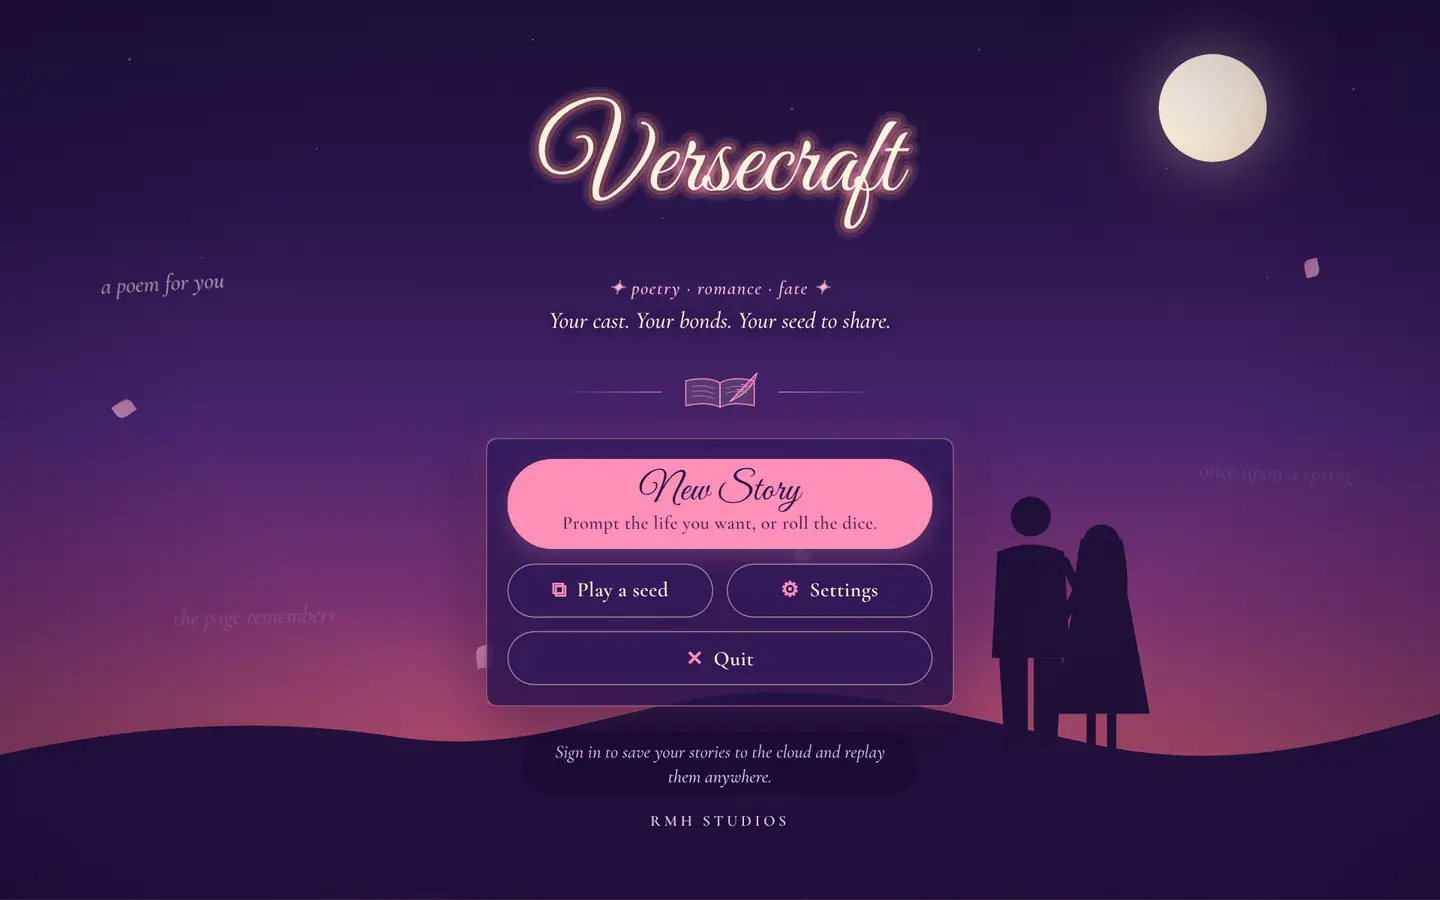 Versecraft
a poem for you
✦ poetry · romance · fate ✦
Your cast. Your bonds. Your seed to share.
once upon a spring
New Story
Prompt the life you want, or roll the dice.
Play a seed
Settings
the page remembers
Quit
Sign in to save your stories to the cloud and replay
them anywhere.
RMH STUDIOS